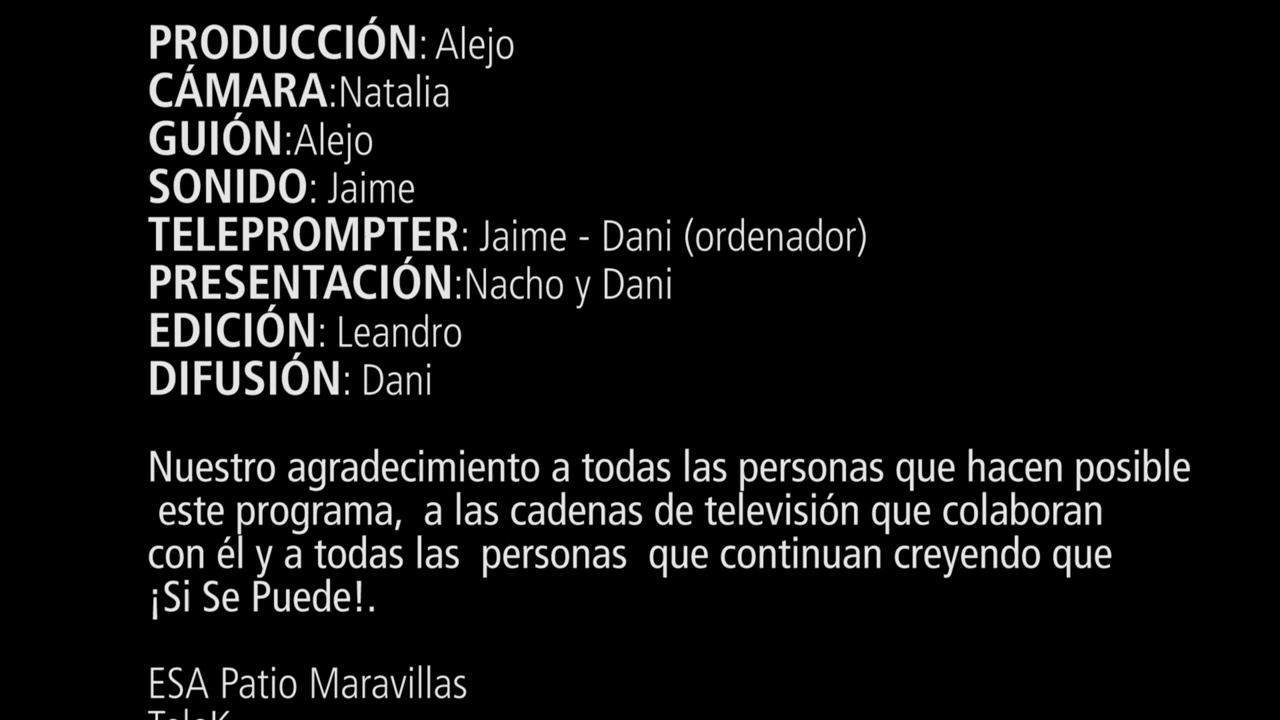 PRODUCCIÓN: Alejo
CÁMARA:Natalia
GUIÓN:Alejo
SONIDO: Jaime
TELEPROMPTER: Jaime - Dani (ordenador)
PRESENTACIÓN:Nacho y Dani
EDICIÓN: Leandro
DIFUSIÓN: Dani
Nuestro agradecimiento a todas las personas que hacen posible
este programa, a las cadenas de televisión que colaboran
con él y a todas las personas que continuan creyendo que
¡Si Se Puede!.
ESA Patio Maravillas
TeleK